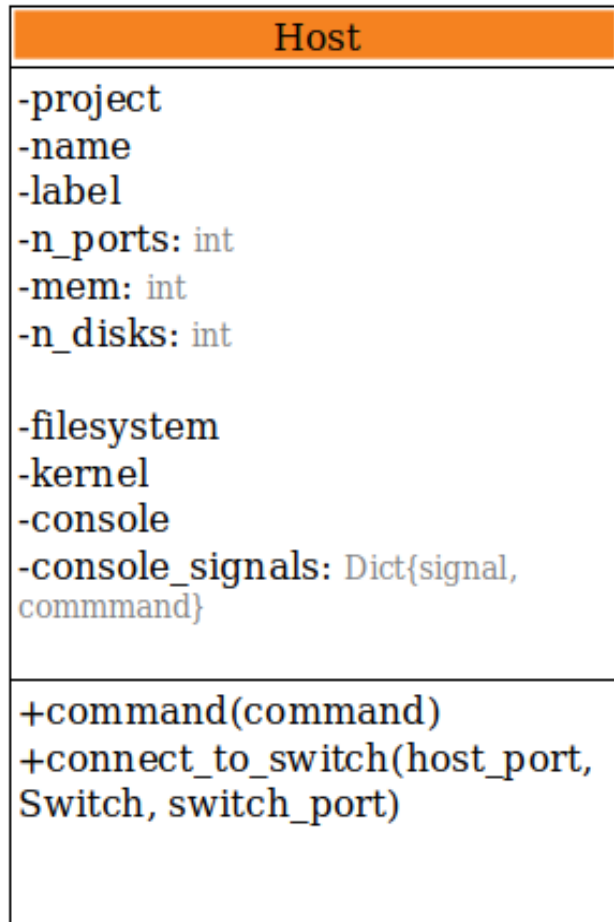 Host
-project
-name
-label
-n_ports: int
-mem: int
-n_disks: int
-filesystem
-kernel
-console
-console_signals: Dict{signal,
commmand}
+command(command)
+connect_to_switch(host_port,
Switch, switch_port)